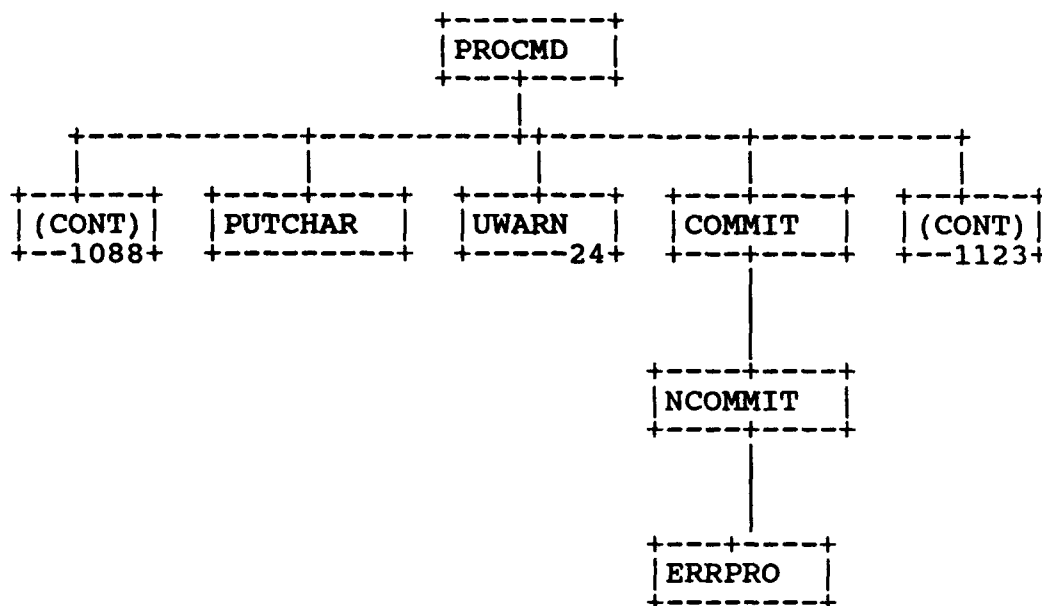 PROCMD
(CONT) PUTCHAR UWARN COMMIT (CONT)
1088 24 1123
NCOMMIT
ERRPRO